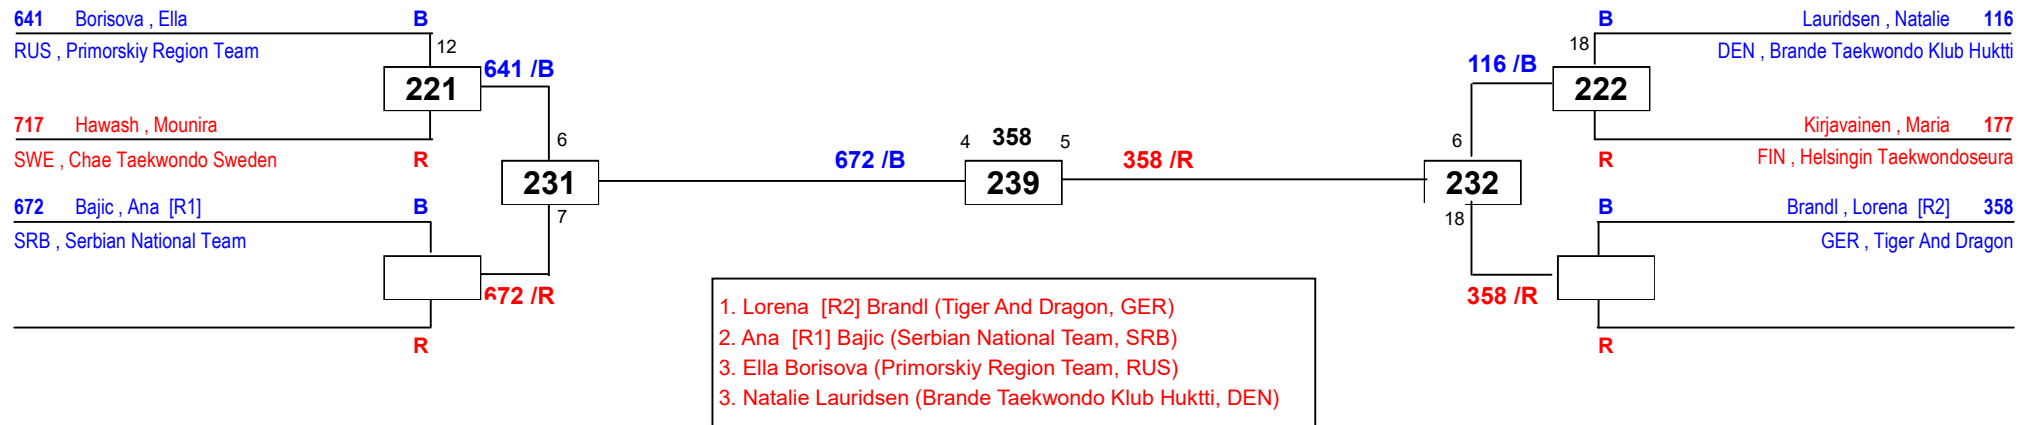 641 Borisova , Ella B
RUS , Primorskiy Region Team
12
221
641 /B
717 Hawash , Mounira
SWE , Chae Taekwondo Sweden R
6
231
7
672 Bajic , Ana [R1] B
SRB , Serbian National Team
672 /R
R
672 /B
4 358 5
239
358 /R
B Lauridsen , Natalie 116
18
DEN , Brande Taekwondo Klub Huktti
116 /B
222
Kirjavainen , Maria 177
R FIN , Helsingin Taekwondoseura
6
232
18
B Brandl , Lorena [R2] 358
GER , Tiger And Dragon
358 /R
R
1. Lorena [R2] Brandl (Tiger And Dragon, GER)
2. Ana [R1] Bajic (Serbian National Team, SRB)
3. Ella Borisova (Primorskiy Region Team, RUS)
3. Natalie Lauridsen (Brande Taekwondo Klub Huktti, DEN)